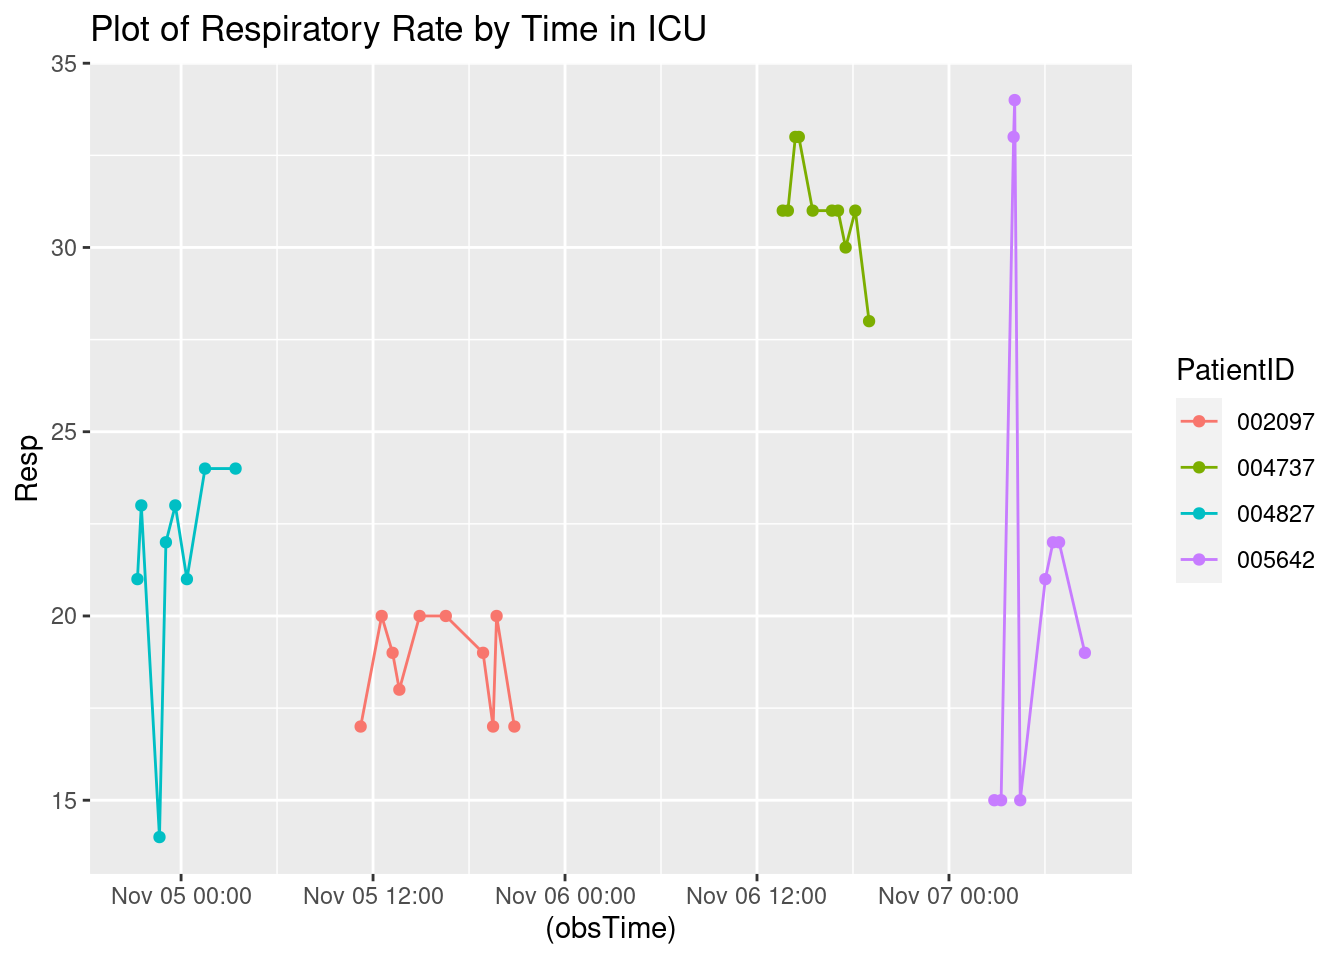 Plot of Respiratory Rate by Time in ICU
35
30
25
20
15
Resp
Nov 05 00:00
Nov 05 12:00
Nov 06 00:00
Nov 06 12:00
Nov 07 00:00
(obsTime)
PatientID
002097
004737
004827
005642